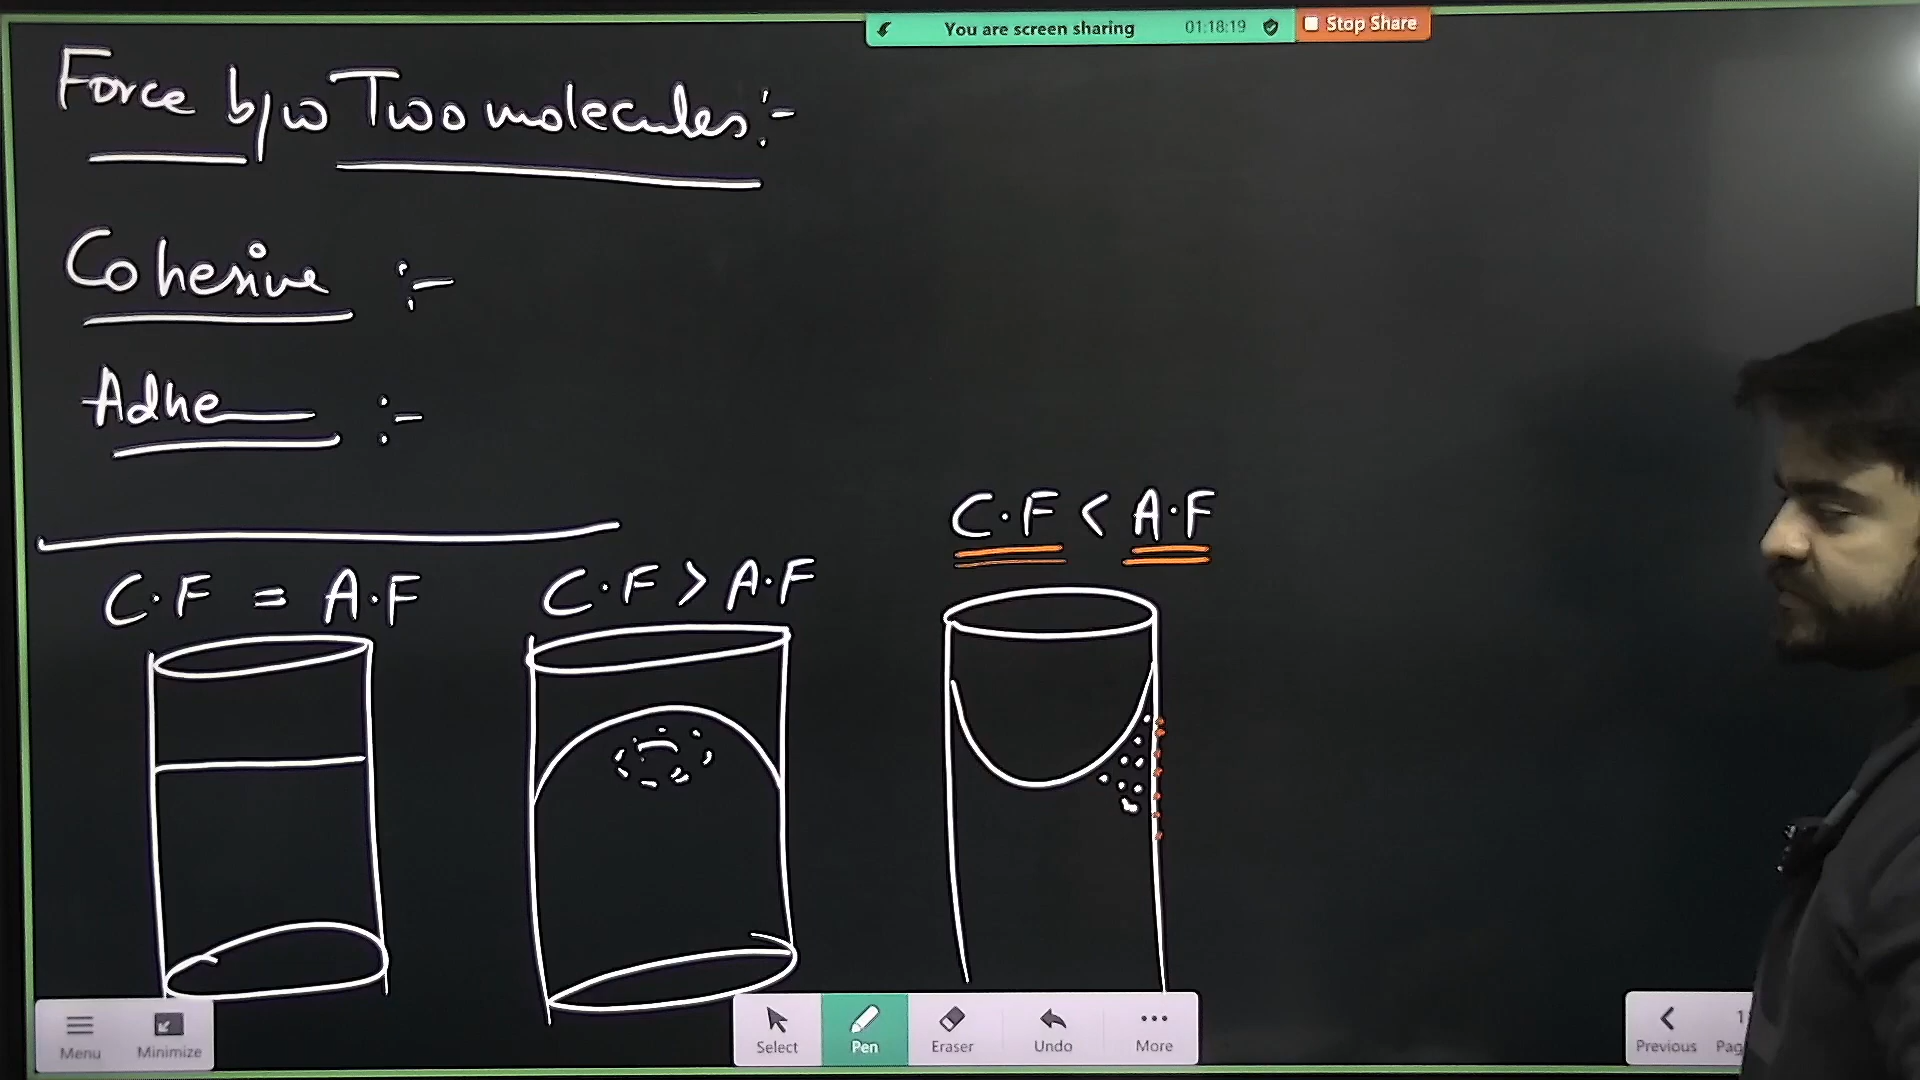 You are screen sharing 01:18:19 Stop Share
Force b/w Two molecules:-
Cohesive :-
Adhe :-
C.F = A.F
C.F > A.F
C.F < A.F
Menu
Minimize
Select
Pen
Eraser
Undo
More
Previous